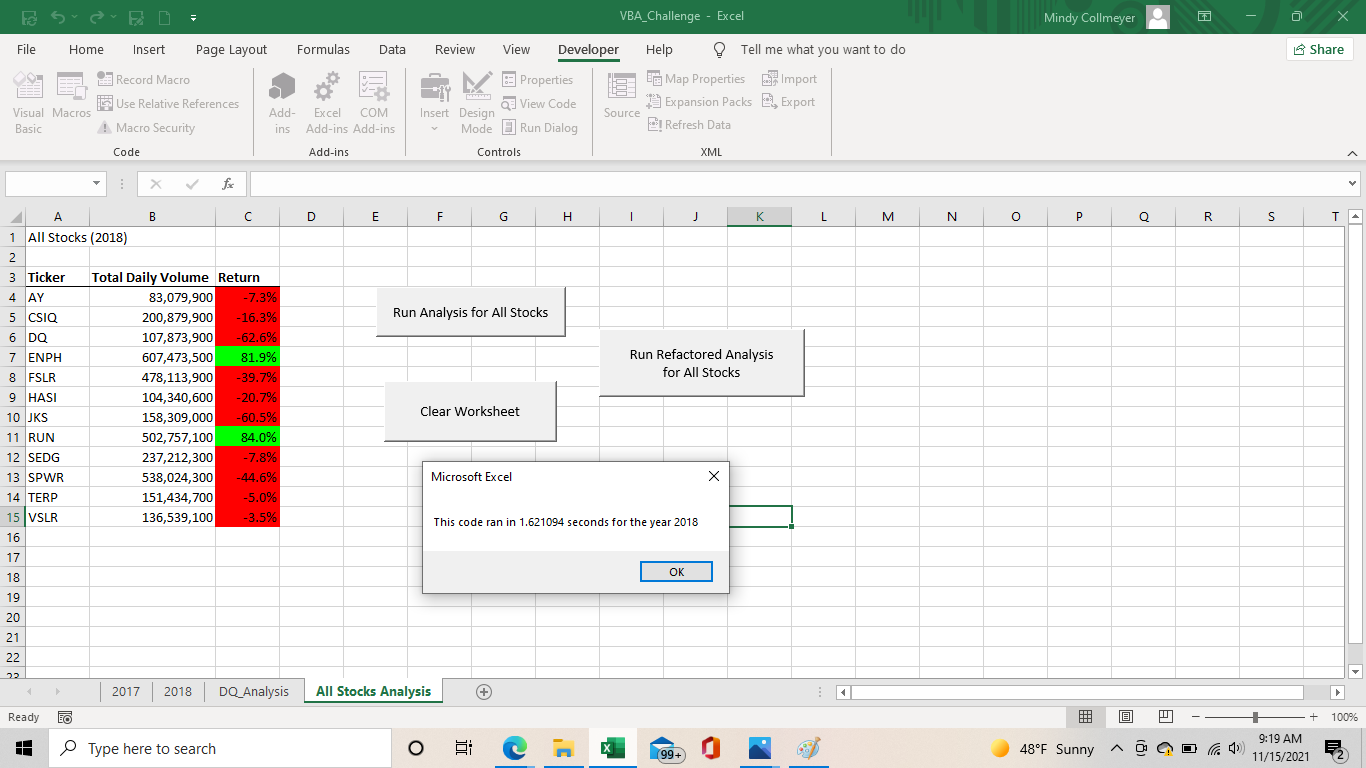 VBA_Challenge - Excel
Mindy Collmeyer
File Home Insert Page Layout Formulas Data Review View Developer Help Tell me what you want to do Share
Visual Basic
Macros
Record Macro
Use Relative References
Macro Security
Code
Add-ins
Excel Add-ins
COM Add-ins
Add-ins
Insert
Design Mode
Properties
View Code
Run Dialog
Controls
Source
Map Properties
Expansion Packs
Refresh Data
Import
Export
XML
fx
A B C D E F G H I J K L M N O P Q R S T
1 All Stocks (2018)
2
3 Ticker Total Daily Volume Return
4 AY 83,079,900 -7.3%
5 CSIQ 200,879,900 -16.3%
6 DQ 107,873,900 -62.6%
7 ENPH 607,473,500 81.9%
8 FSLR 478,113,900 -39.7%
9 HASI 104,340,600 -20.7%
10 JKS 158,309,000 -60.5%
11 RUN 502,757,100 84.0%
12 SEDG 237,212,300 -7.8%
13 SPWR 538,024,300 -44.6%
14 TERP 151,434,700 -5.0%
15 VSLR 136,539,100 -3.5%
16
17
18
19
20
21
22
23
Run Analysis for All Stocks
Run Refactored Analysis
for All Stocks
Clear Worksheet
Microsoft Excel
This code ran in 1.621094 seconds for the year 2018
OK
2017 2018 DQ_Analysis All Stocks Analysis
Ready
100%
Type here to search
99+
48°F Sunny
9:19 AM
11/15/2021
2